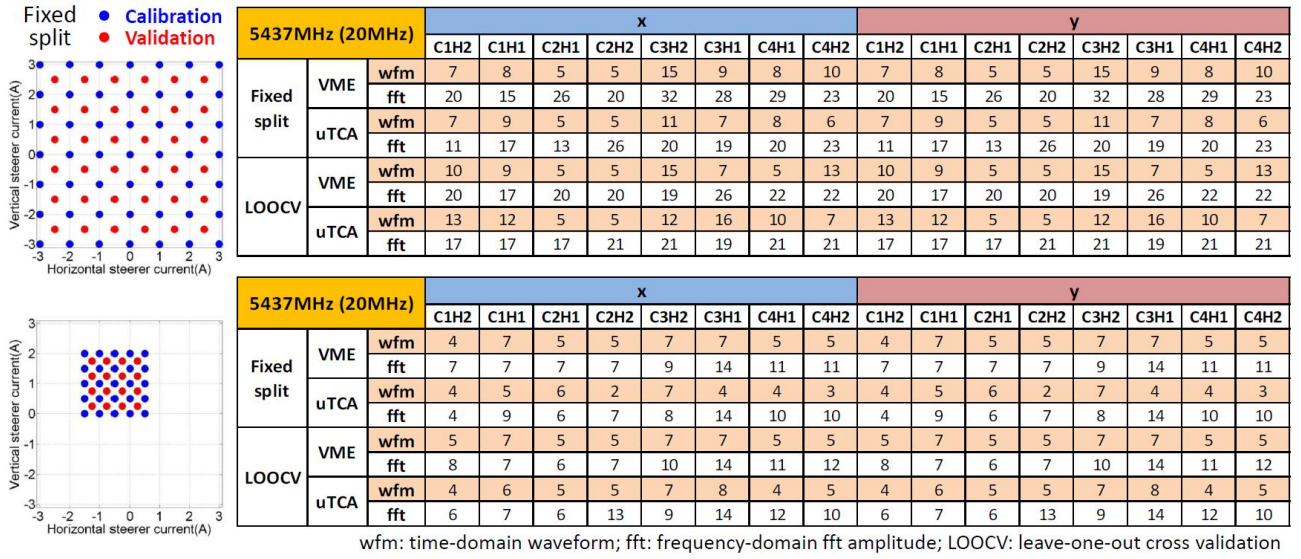 Fixed split
Calibration
Validation
Vertical steerer current(A)
3
2
1
0
-1
-2
-3
-3 -2 -1 0 1 2 3
Horizontal steerer current(A)
5437MHz (20MHz) x y
C1H2 C1H1 C2H1 C2H2 C3H2 C3H1 C4H1 C4H2 C1H2 C1H1 C2H1 C2H2 C3H2 C3H1 C4H1 C4H2
Fixed split VME wfm 7 8 5 5 15 9 8 10 7 8 5 5 15 9 8 10
fft 20 15 26 20 32 28 29 23 20 15 26 20 32 28 29 23
uTCA wfm 7 9 5 5 11 7 8 6 7 9 5 5 11 7 8 6
fft 11 17 13 26 20 19 20 23 11 17 13 26 20 19 20 23
LOOCV VME wfm 10 9 5 5 15 7 5 13 10 9 5 5 15 7 5 13
fft 20 17 20 20 19 26 22 22 20 17 20 20 19 26 22 22
uTCA wfm 13 12 5 5 12 16 10 7 13 12 5 5 12 16 10 7
fft 17 17 17 21 21 19 21 21 17 17 17 21 21 19 21 21
Vertical steerer current(A)
3
2
1
0
-1
-2
-3
-3 -2 -1 0 1 2 3
Horizontal steerer current(A)
5437MHz (20MHz) x y
C1H2 C1H1 C2H1 C2H2 C3H2 C3H1 C4H1 C4H2 C1H2 C1H1 C2H1 C2H2 C3H2 C3H1 C4H1 C4H2
Fixed split VME wfm 4 7 5 5 7 7 5 5 4 7 5 5 7 7 5 5
fft 7 7 7 7 9 14 11 11 7 7 7 7 9 14 11 11
uTCA wfm 4 5 6 2 7 4 4 3 4 5 6 2 7 4 4 3
fft 4 9 6 7 8 14 10 10 4 9 6 7 8 14 10 10
LOOCV VME wfm 5 7 5 5 7 7 5 5 5 7 5 5 7 7 5 5
fft 8 7 6 7 10 14 11 12 8 7 6 7 10 14 11 12
uTCA wfm 4 6 5 5 7 8 4 5 4 6 5 5 7 8 4 5
fft 6 7 6 13 9 14 12 10 6 7 6 13 9 14 12 10
wfm: time-domain waveform; fft: frequency-domain fft amplitude; LOOCV: leave-one-out cross validation